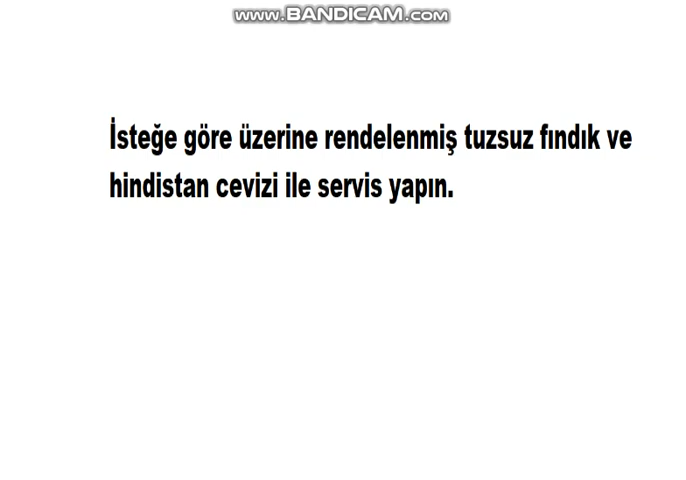 www.BANDICAM.com
İsteğe göre üzerine rendelenmiş tuzsuz fındık ve
hindistan cevizi ile servis yapın.